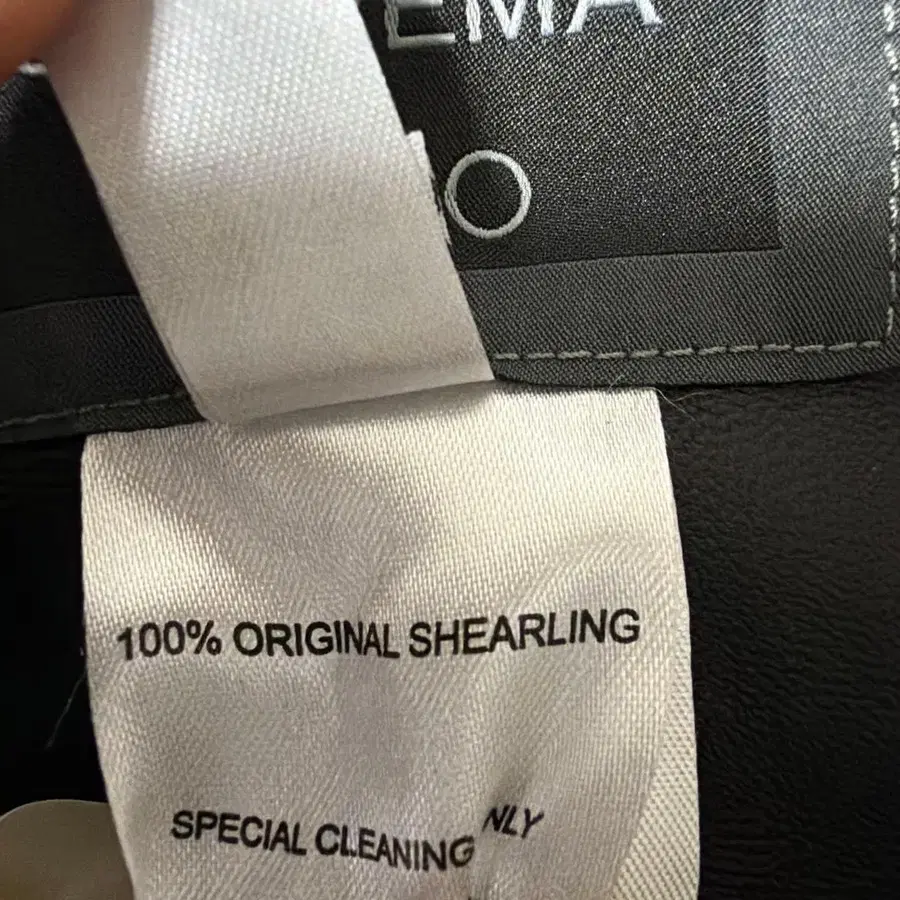 EMA
O
100% ORIGINAL SHEARLING
SPECIAL CLEANING NLY